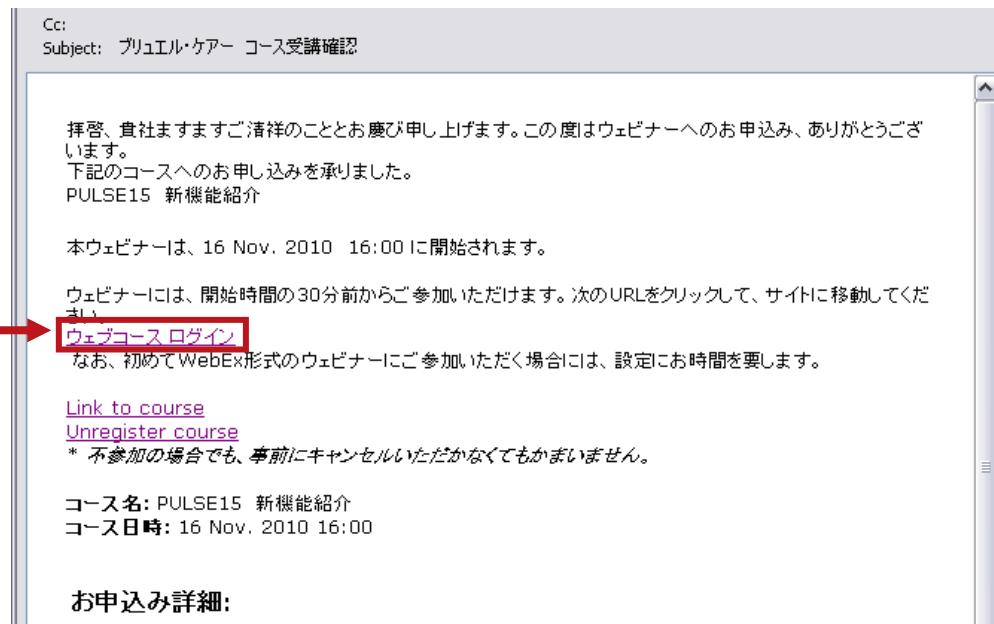 Cc:
Subject: ブリュエル・ケアー コース受講確認
拝啓、貴社ますますご清祥のこととお慶び申し上げます。この度はウェビナーへのお申込み、ありがとうござ
います。
下記のコースへのお申し込みを承りました。
PULSE15 新機能紹介
本ウェビナーは、16 Nov. 2010 16:00 に開始されます。
ウェビナーには、開始時間の30分前からご参加いただけます。次のURLをクリックして、サイトに移動してくだ
さい。
ウェブコース ログイン
なお、初めてWebEx形式のウェビナーにご参加いただく場合には、設定にお時間を要します。
Link to course
Unregister course
* 不参加の場合でも、事前にキャンセルいただかなくてもかまいません。
コース名: PULSE15 新機能紹介
コース日時: 16 Nov. 2010 16:00
お申込み詳細: